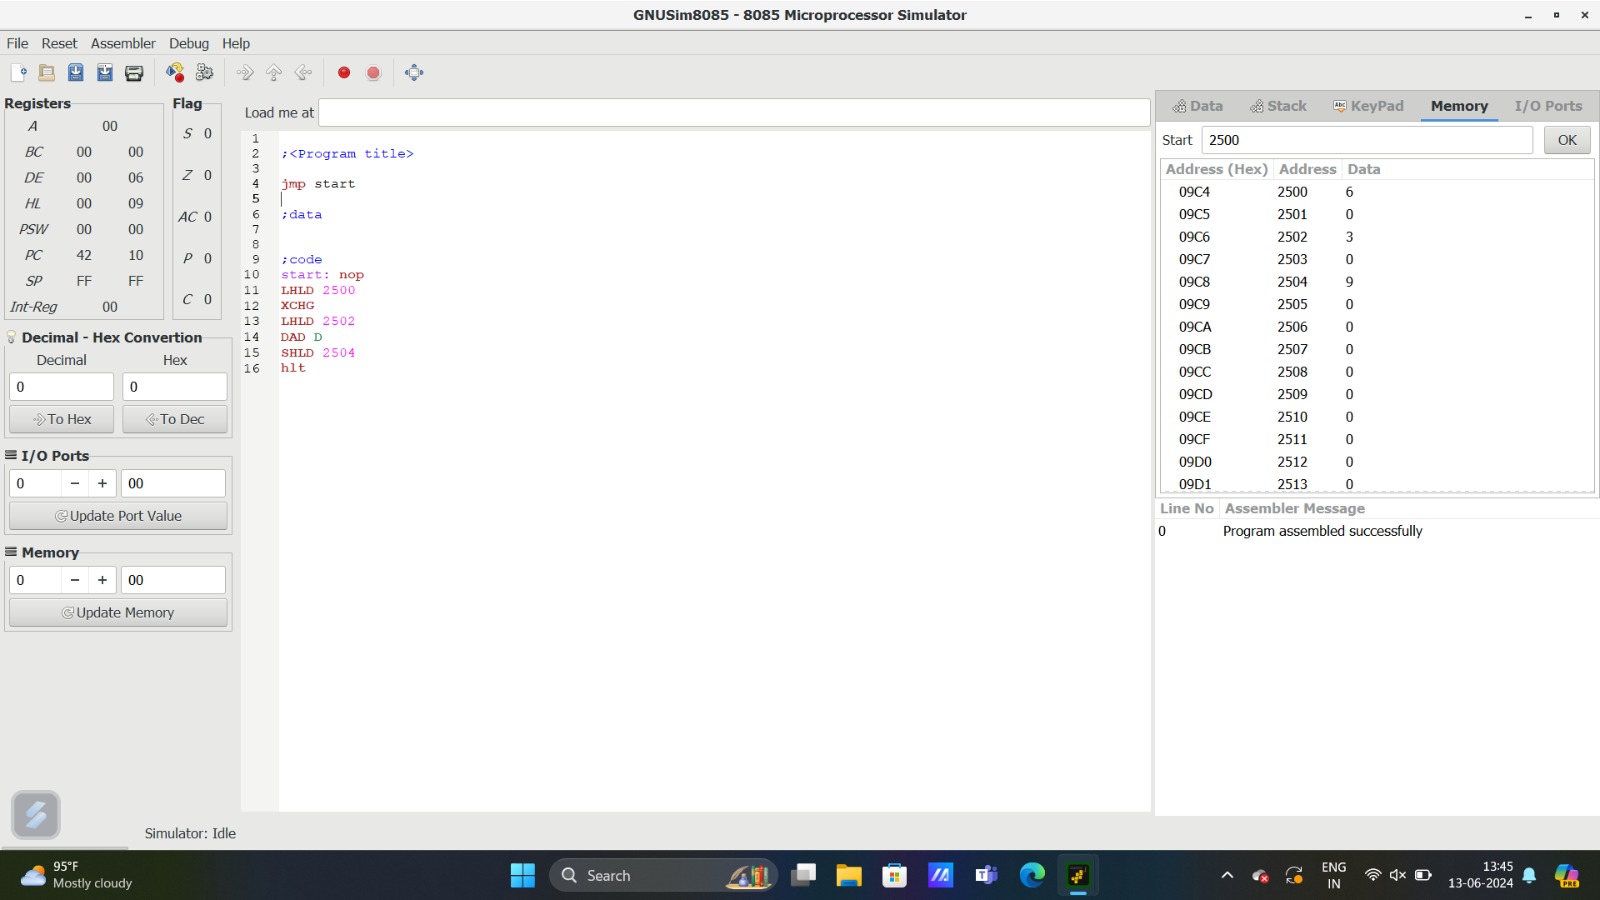 GNUSim8085 - 8085 Microprocessor Simulator
File Reset Assembler Debug Help
Registers
A 00
BC 00 00
DE 00 06
HL 00 09
PSW 00 00
PC 42 10
SP FF FF
Int-Reg 00
Flag
S 0
Z 0
AC 0
P 0
C 0
Decimal - Hex Convertion
Decimal Hex
0 0
To Hex To Dec
I/O Ports
0 - + 00
Update Port Value
Memory
0 - + 00
Update Memory
Load me at
1
2 ;<Program title>
3
4 jmp start
5
6 ;data
7
8
9 ;code
10 start: nop
11 LHLD 2500
12 XCHG
13 LHLD 2502
14 DAD D
15 SHLD 2504
16 hlt
Data Stack KeyPad Memory I/O Ports
Start 2500 OK
Address (Hex) Address Data
09C4 2500 6
09C5 2501 0
09C6 2502 3
09C7 2503 0
09C8 2504 9
09C9 2505 0
09CA 2506 0
09CB 2507 0
09CC 2508 0
09CD 2509 0
09CE 2510 0
09CF 2511 0
09D0 2512 0
09D1 2513 0
Line No Assembler Message
0 Program assembled successfully
Simulator: Idle
95°F
Mostly cloudy
Search
ENG
IN
13:45
13-06-2024
PRE